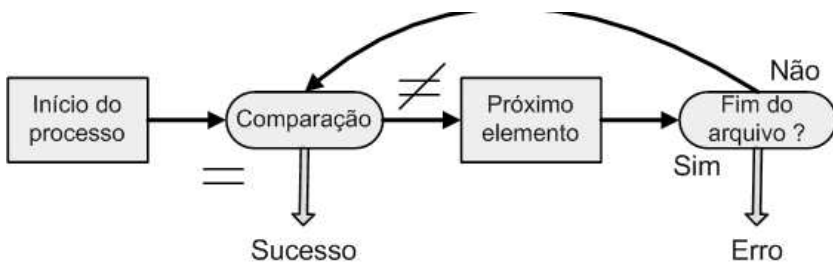 Não
Início do
processo
Comparação
≠
Próximo
elemento
Fim do
arquivo ?
=
Sim
Sucesso
Erro